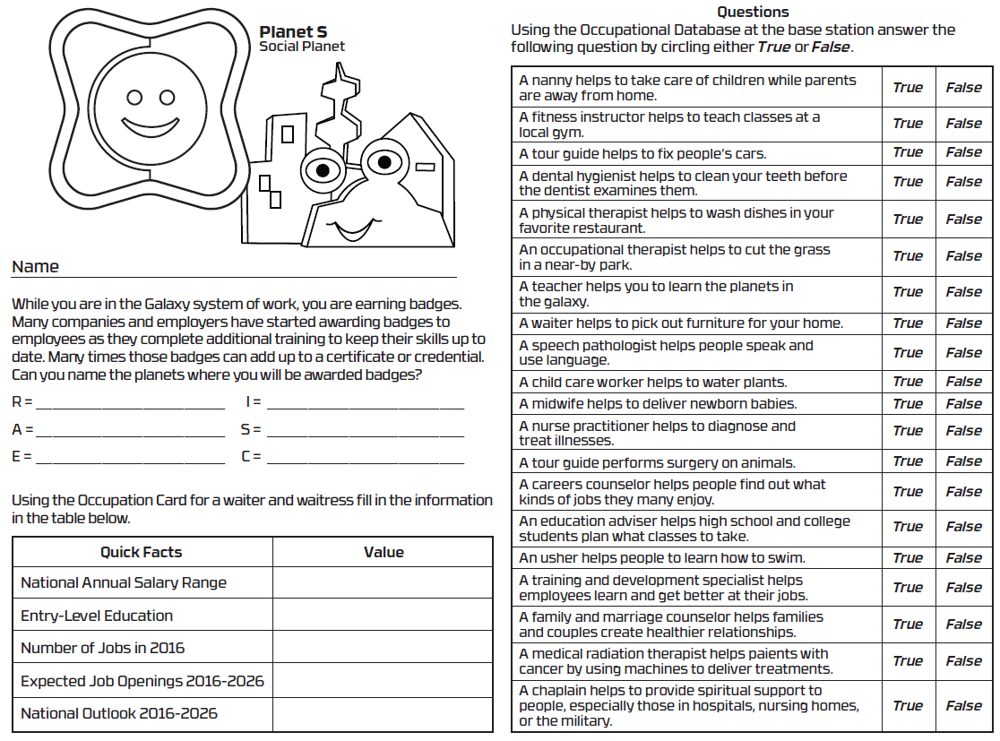 Planet S
Social Planet
Name
While you are in the Galaxy system of work, you are earning badges.
Many companies and employers have started awarding badges to
employees as they complete additional training to keep their skills up to
date. Many times those badges can add up to a certificate or credential.
Can you name the planets where you will be awarded badges?
R = ______________________ I = ______________________
A = ______________________ S = ______________________
E = ______________________ C = ______________________
Using the Occupation Card for a waiter and waitress fill in the information
in the table below.
Quick Facts Value
National Annual Salary Range
Entry-Level Education
Number of Jobs in 2016
Expected Job Openings 2016-2026
National Outlook 2016-2026
Questions
Using the Occupational Database at the base station answer the
following question by circling either True or False.
A nanny helps to take care of children while parents
are away from home. True False
A fitness instructor helps to teach classes at a
local gym. True False
A tour guide helps to fix people's cars. True False
A dental hygienist helps to clean your teeth before
the dentist examines them. True False
A physical therapist helps to wash dishes in your
favorite restaurant. True False
An occupational therapist helps to cut the grass
in a near-by park. True False
A teacher helps you to learn the planets in
the galaxy. True False
A waiter helps to pick out furniture for your home. True False
A speech pathologist helps people speak and
use language. True False
A child care worker helps to water plants. True False
A midwife helps to deliver newborn babies. True False
A nurse practitioner helps to diagnose and
treat illnesses. True False
A tour guide performs surgery on animals. True False
A careers counselor helps people find out what
kinds of jobs they many enjoy. True False
An education adviser helps high school and college
students plan what classes to take. True False
An usher helps people to learn how to swim. True False
A training and development specialist helps
employees learn and get better at their jobs. True False
A family and marriage counselor helps families
and couples create healthier relationships. True False
A medical radiation therapist helps paients with
cancer by using machines to deliver treatments. True False
A chaplain helps to provide spiritual support to
people, especially those in hospitals, nursing homes,
or the military. True False